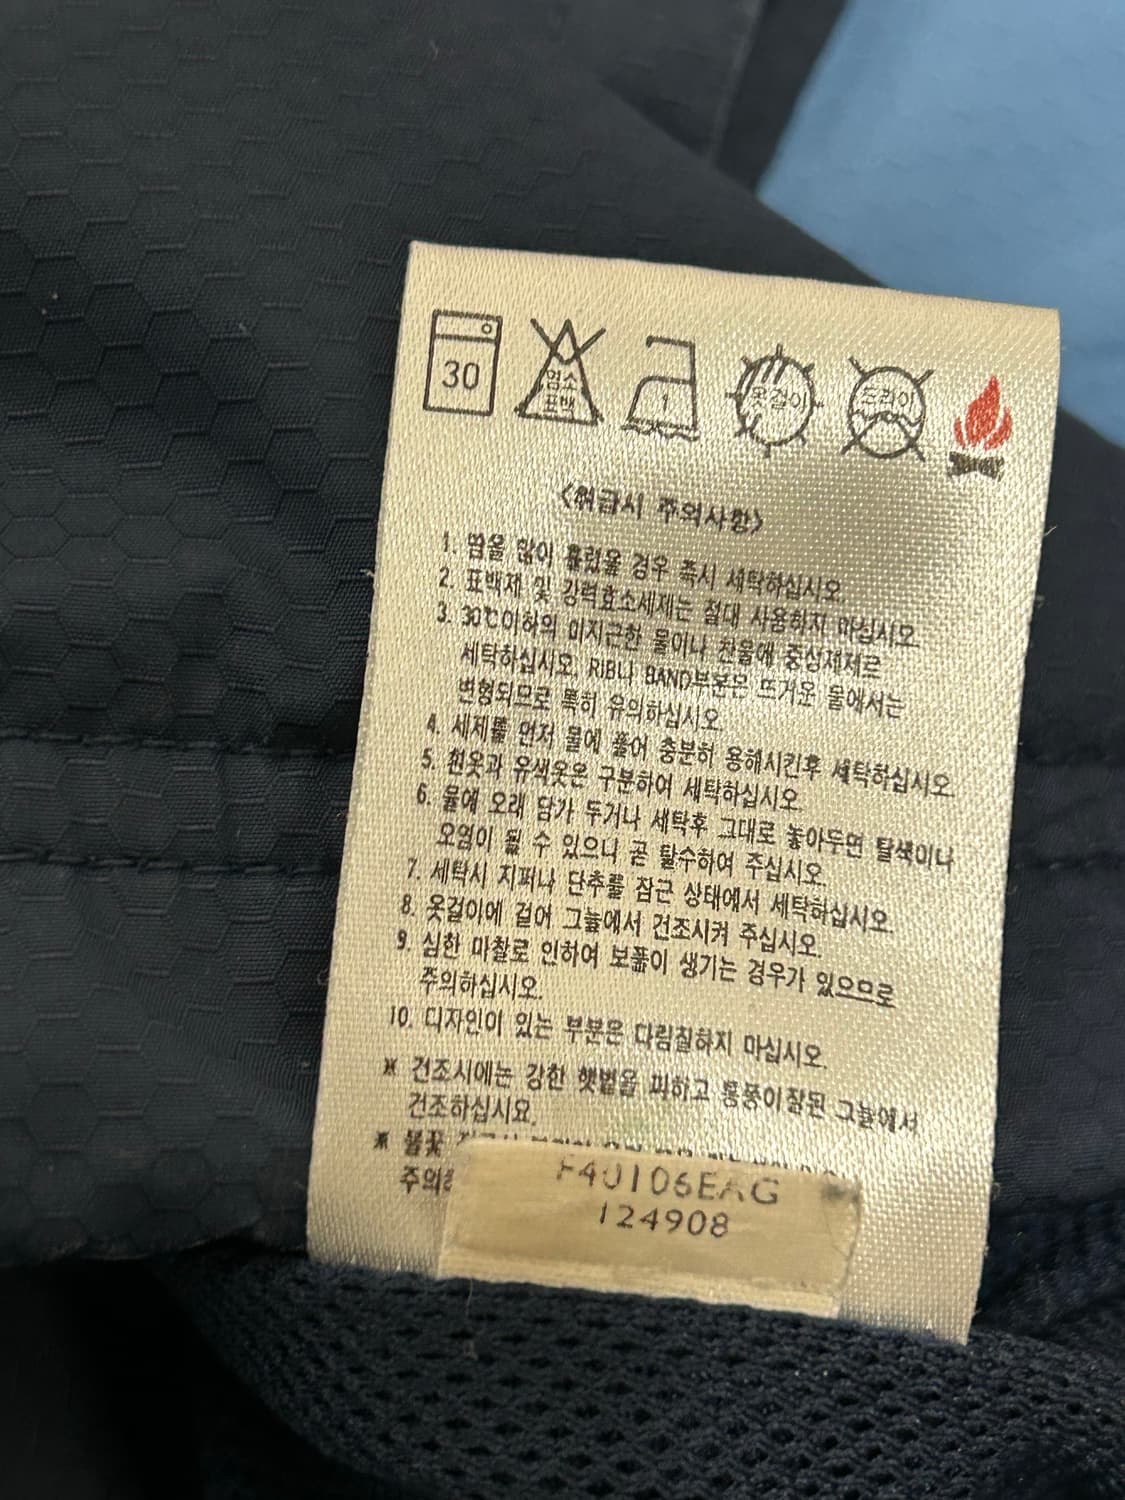 30
염소
표백
1
옷걸이
드라이
<취급시 주의사항>
1. 땀을 많이 흘렸을 경우 즉시 세탁하십시오
2. 표백제 및 강력효소세제는 절대 사용하지 마십시오
3. 30℃이하의 미지근한 물이나 찬물에 중성세제로
세탁하십시오. RIB나 BAND부분은 뜨거운 물에서는
변형되므로 특히 유의하십시오
4. 세제를 먼저 물에 풀어 충분히 용해시킨후 세탁하십시오.
5. 흰옷과 유색옷은 구분하여 세탁하십시오.
6. 물에 오래 담가 두거나 세탁후 그대로 놓아두면 탈색이나
오염이 될 수 있으니 곧 탈수하여 주십시오.
7. 세탁시 지퍼나 단추를 잠근 상태에서 세탁하십시오.
8. 옷걸이에 걸어 그늘에서 건조시켜 주십시오.
9. 심한 마찰로 인하여 보풀이 생기는 경우가 있으므로
주의하십시오.
10. 디자인이 있는 부분은 다림질하지 마십시오.
※ 건조시에는 강한 햇볕을 피하고 통풍이잘된 그늘에서
건조하십시요.
※ 불꽃
F40106EAG
124908